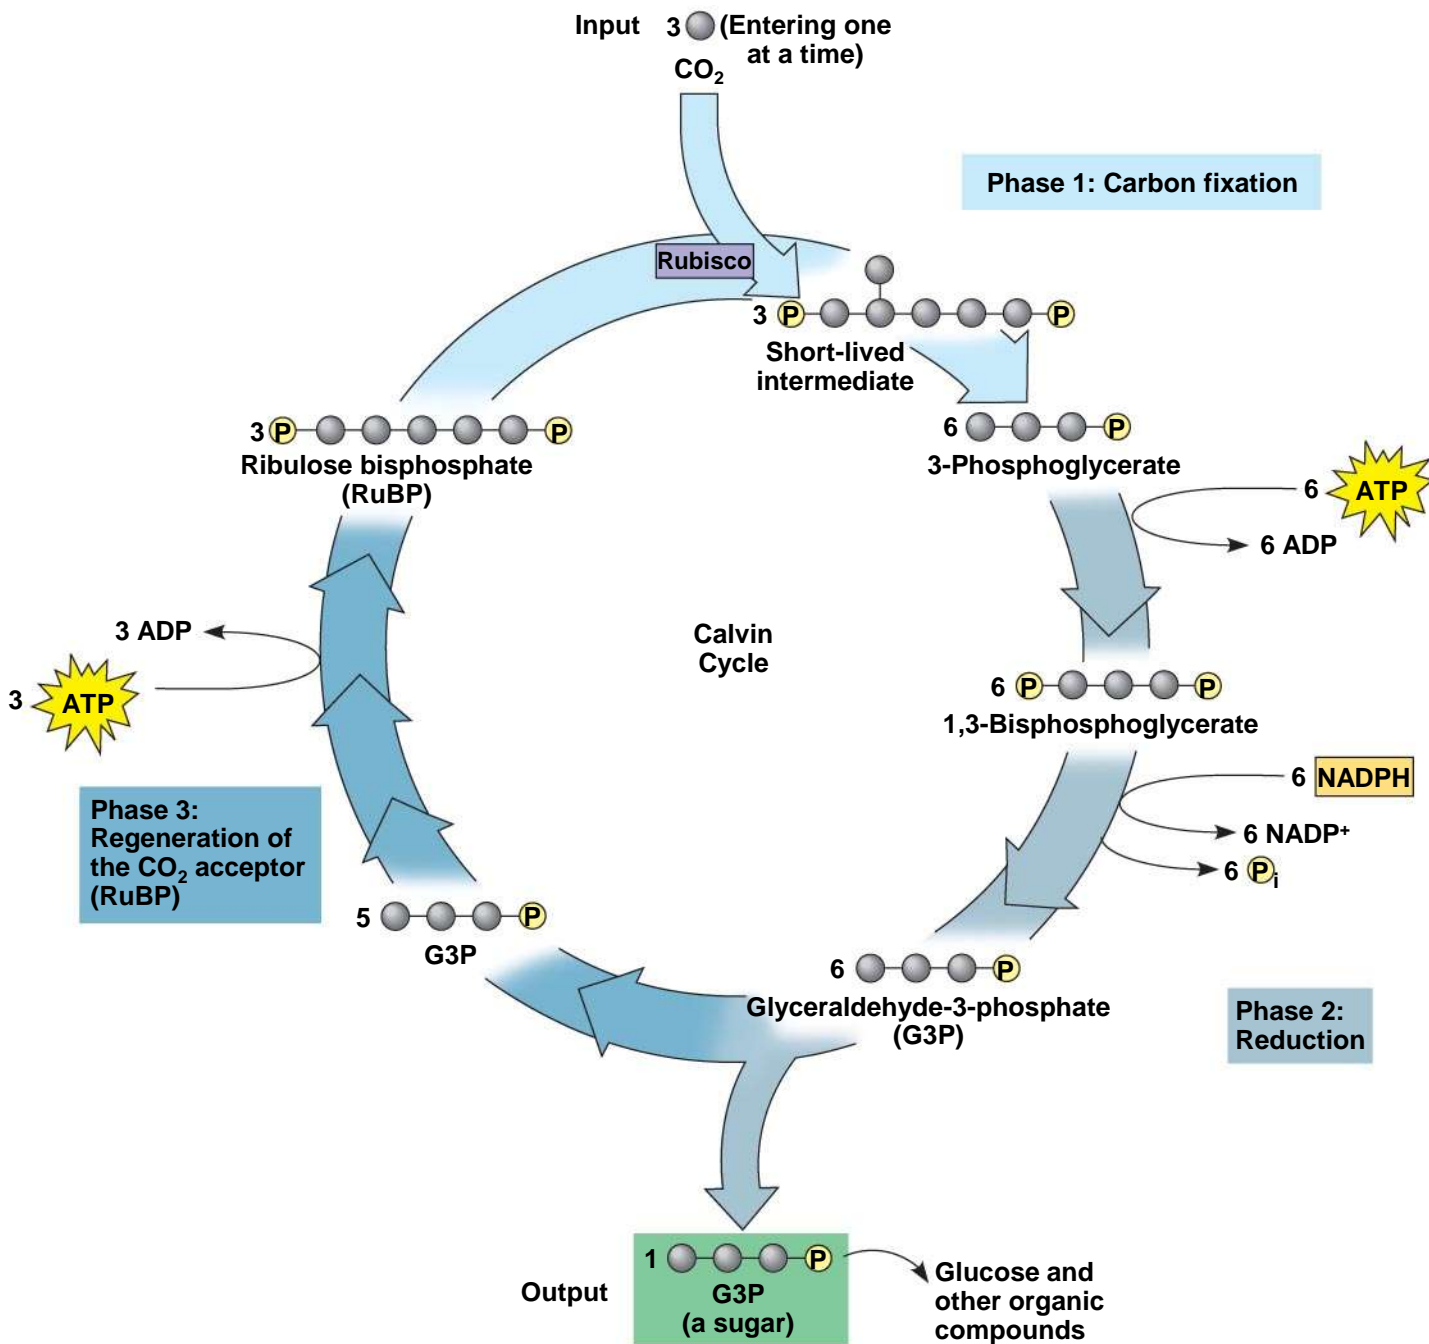 Input 3 (Entering one
at a time)
CO₂
Phase 1: Carbon fixation
Rubisco
3 P P
Short-lived
intermediate
3 P P
Ribulose bisphosphate
(RuBP)
6 P
3-Phosphoglycerate
6 ATP
6 ADP
Calvin
Cycle
3 ADP
3 ATP
6 P P
1,3-Bisphosphoglycerate
6 NADPH
6 NADP⁺
6 Pᵢ
Phase 3:
Regeneration of
the CO₂ acceptor
(RuBP)
5 P
G3P
6 P
Glyceraldehyde-3-phosphate
(G3P)
Phase 2:
Reduction
Output
1 P
G3P
(a sugar)
Glucose and
other organic
compounds